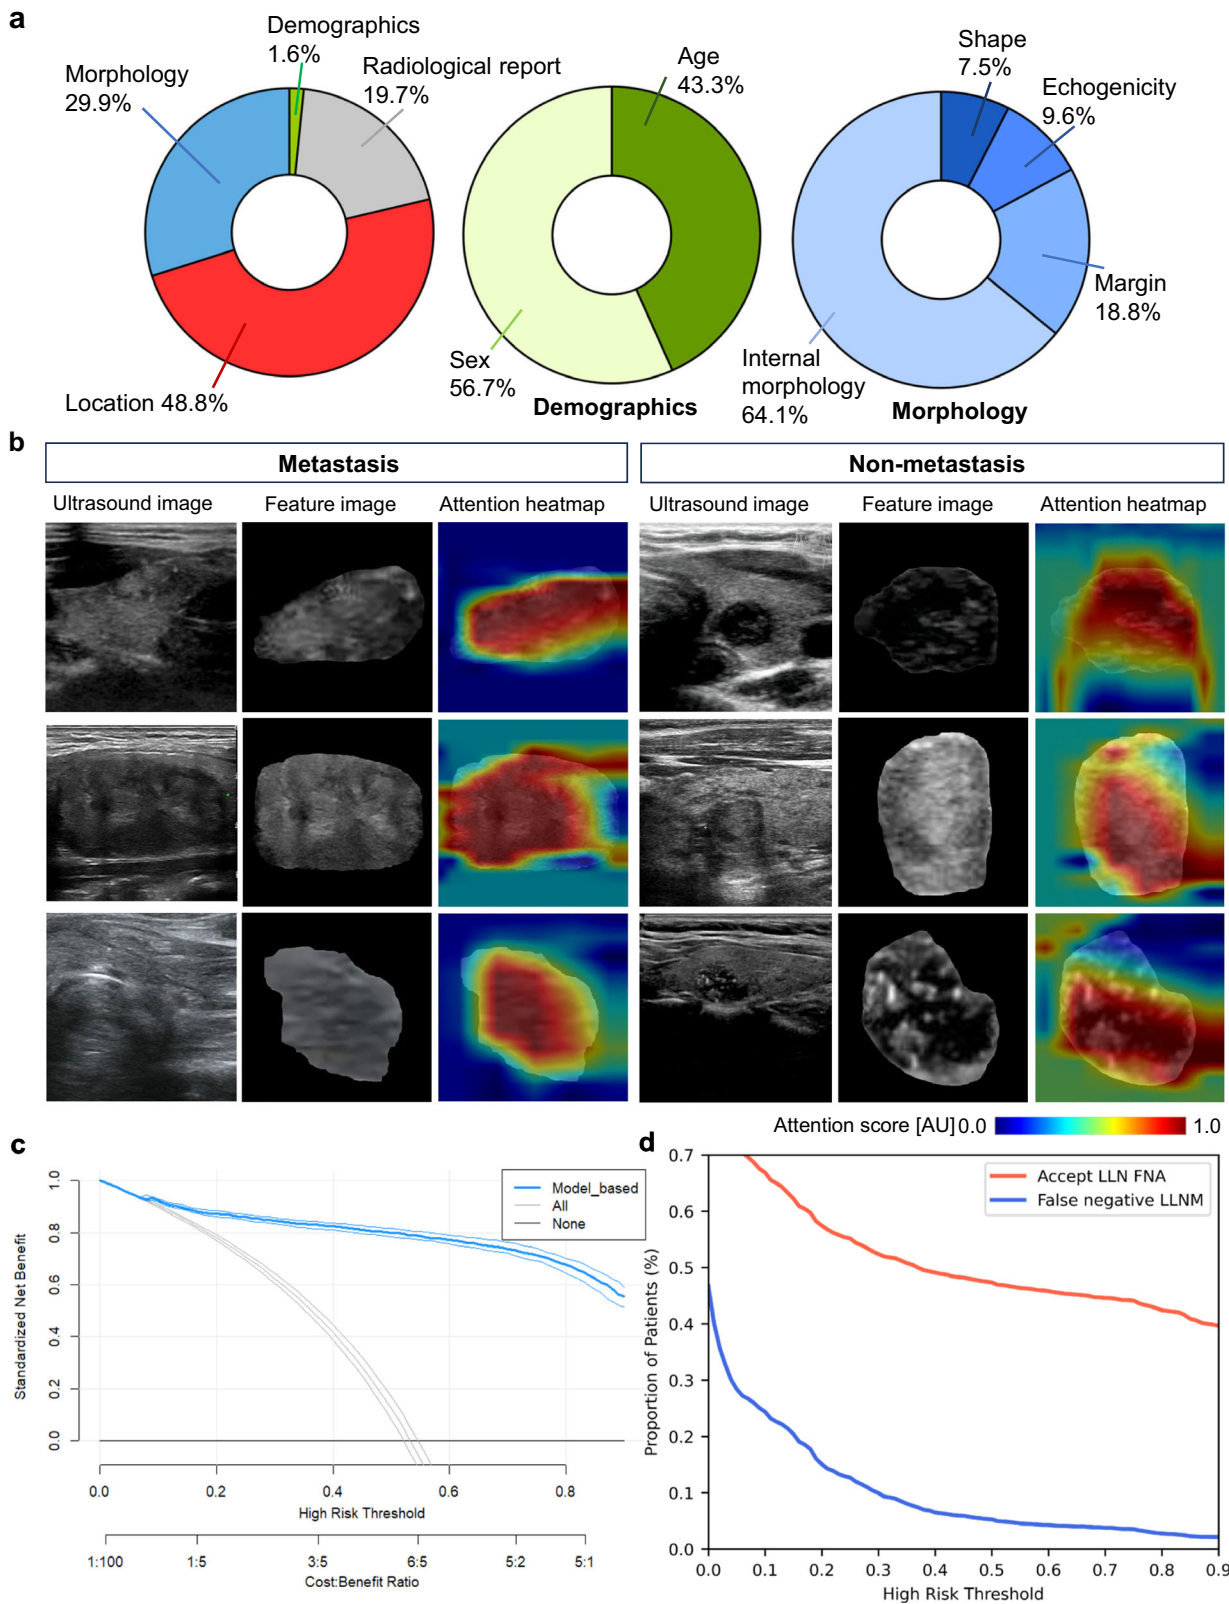 a
Demographics
1.6%
Morphology
29.9%
Radiological report
19.7%
Location 48.8%
Age
43.3%
Sex
56.7%
Demographics
Shape
7.5%
Echogenicity
9.6%
Margin
18.8%
Internal
morphology
64.1%
Morphology
b
Metastasis
Non-metastasis
Ultrasound image
Feature image
Attention heatmap
Ultrasound image
Feature image
Attention heatmap
Attention score [AU] 0.0
1.0
c
Standardized Net Benefit
1.0
0.8
0.6
0.4
0.2
0.0
Model_based
All
None
0.0
0.2
0.4
0.6
0.8
High Risk Threshold
1:100
1:5
3:5
6:5
5:2
5:1
Cost:Benefit Ratio
d
Proportion of Patients (%)
0.7
0.6
0.5
0.4
0.3
0.2
0.1
0.0
Accept LLN FNA
False negative LLNM
0.0
0.1
0.2
0.3
0.4
0.5
0.6
0.7
0.8
0.9
High Risk Threshold